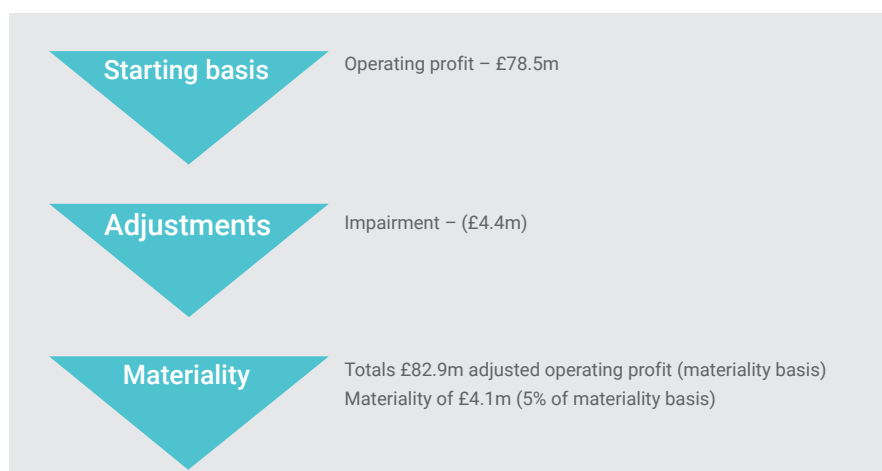 Starting basis
Operating profit – £78.5m
Adjustments
Impairment – (£4.4m)
Materiality
Totals £82.9m adjusted operating profit (materiality basis)
Materiality of £4.1m (5% of materiality basis)